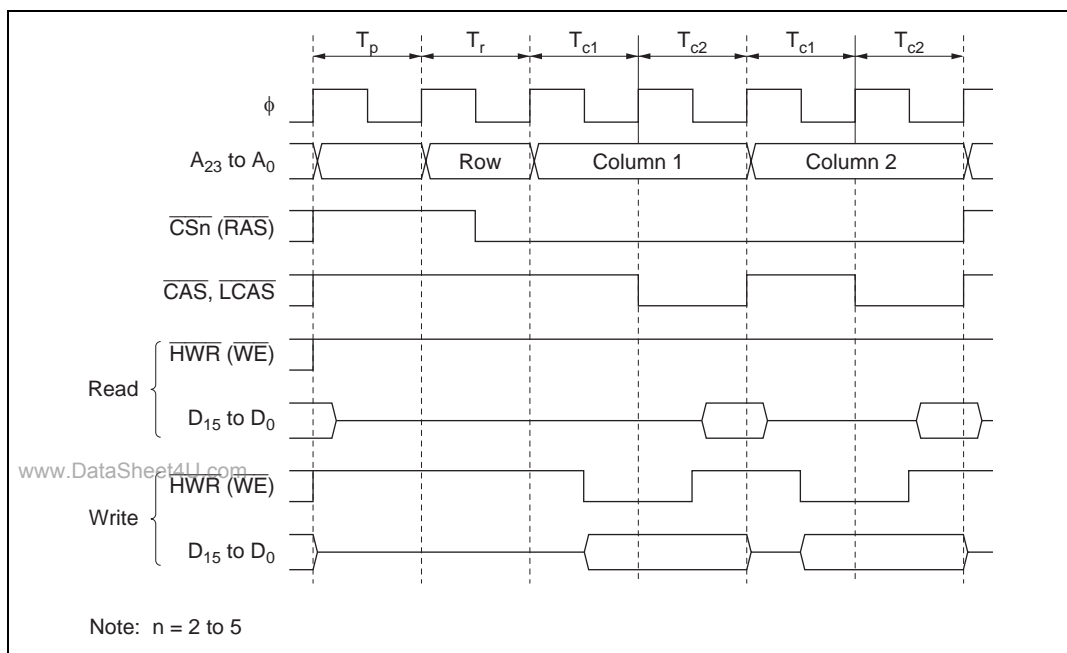 Tp Tr Tc1 Tc2 Tc1 Tc2
ϕ
A23 to A0 Row Column 1 Column 2
CSn (RAS)
CAS, LCAS
HWR (WE)
Read
D15 to D0
www.DataSheet4U.com
HWR (WE)
Write
D15 to D0
Note: n = 2 to 5